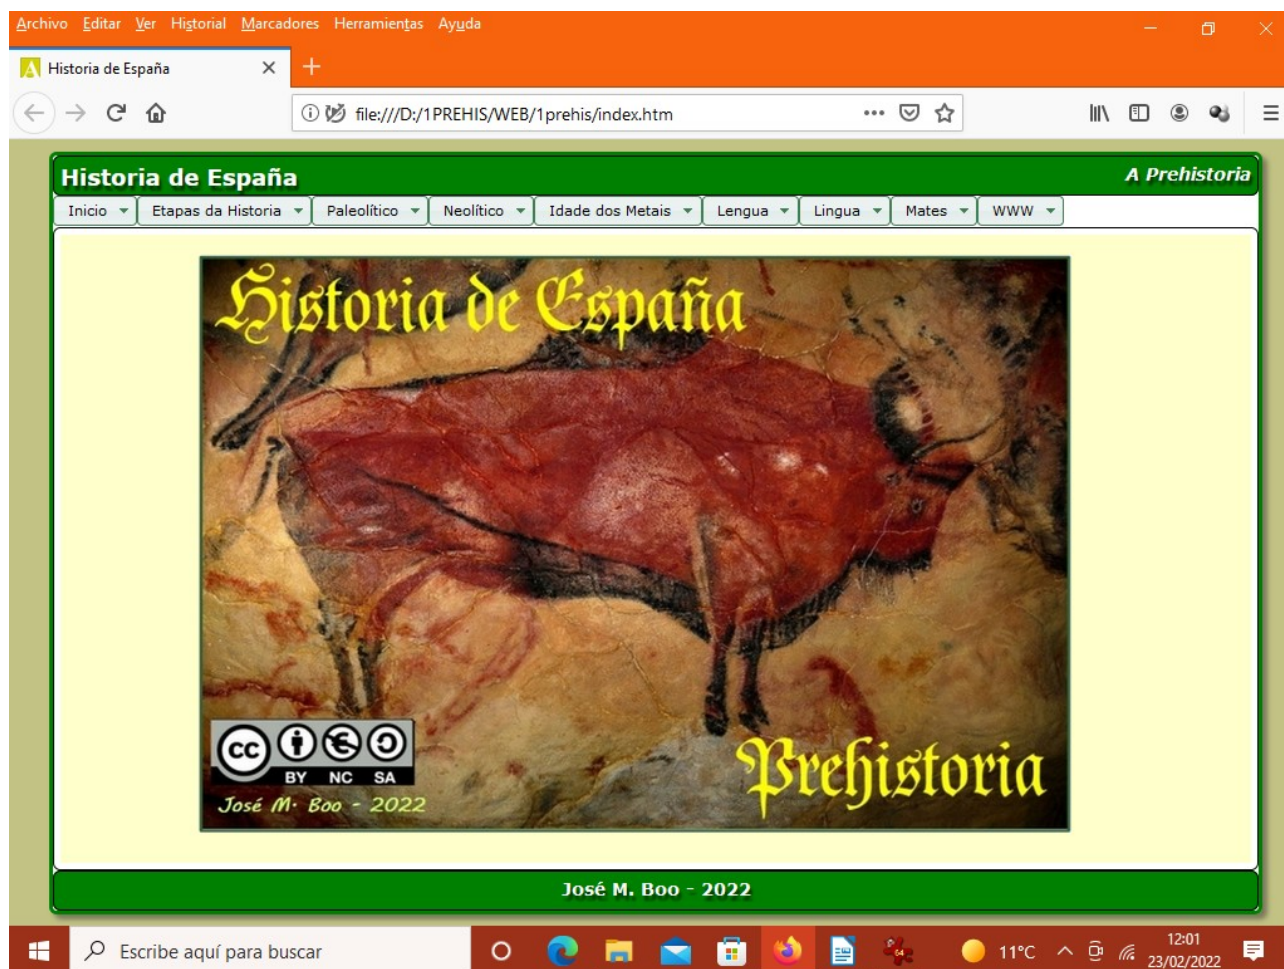 Archivo Editar Ver Historial Marcadores Herramientas Ayuda
Historia de España
file:///D:/1PREHIS/WEB/1prehis/index.htm
Historia de España A Prehistoria
Inicio Etapas da Historia Paleolítico Neolítico Idade dos Metais Lengua Lingua Mates WWW
Historia de España
cc BY NC SA
José M. Boo - 2022
Prehistoria
José M. Boo - 2022
Escribe aquí para buscar 64 11°C 12:01
23/02/2022